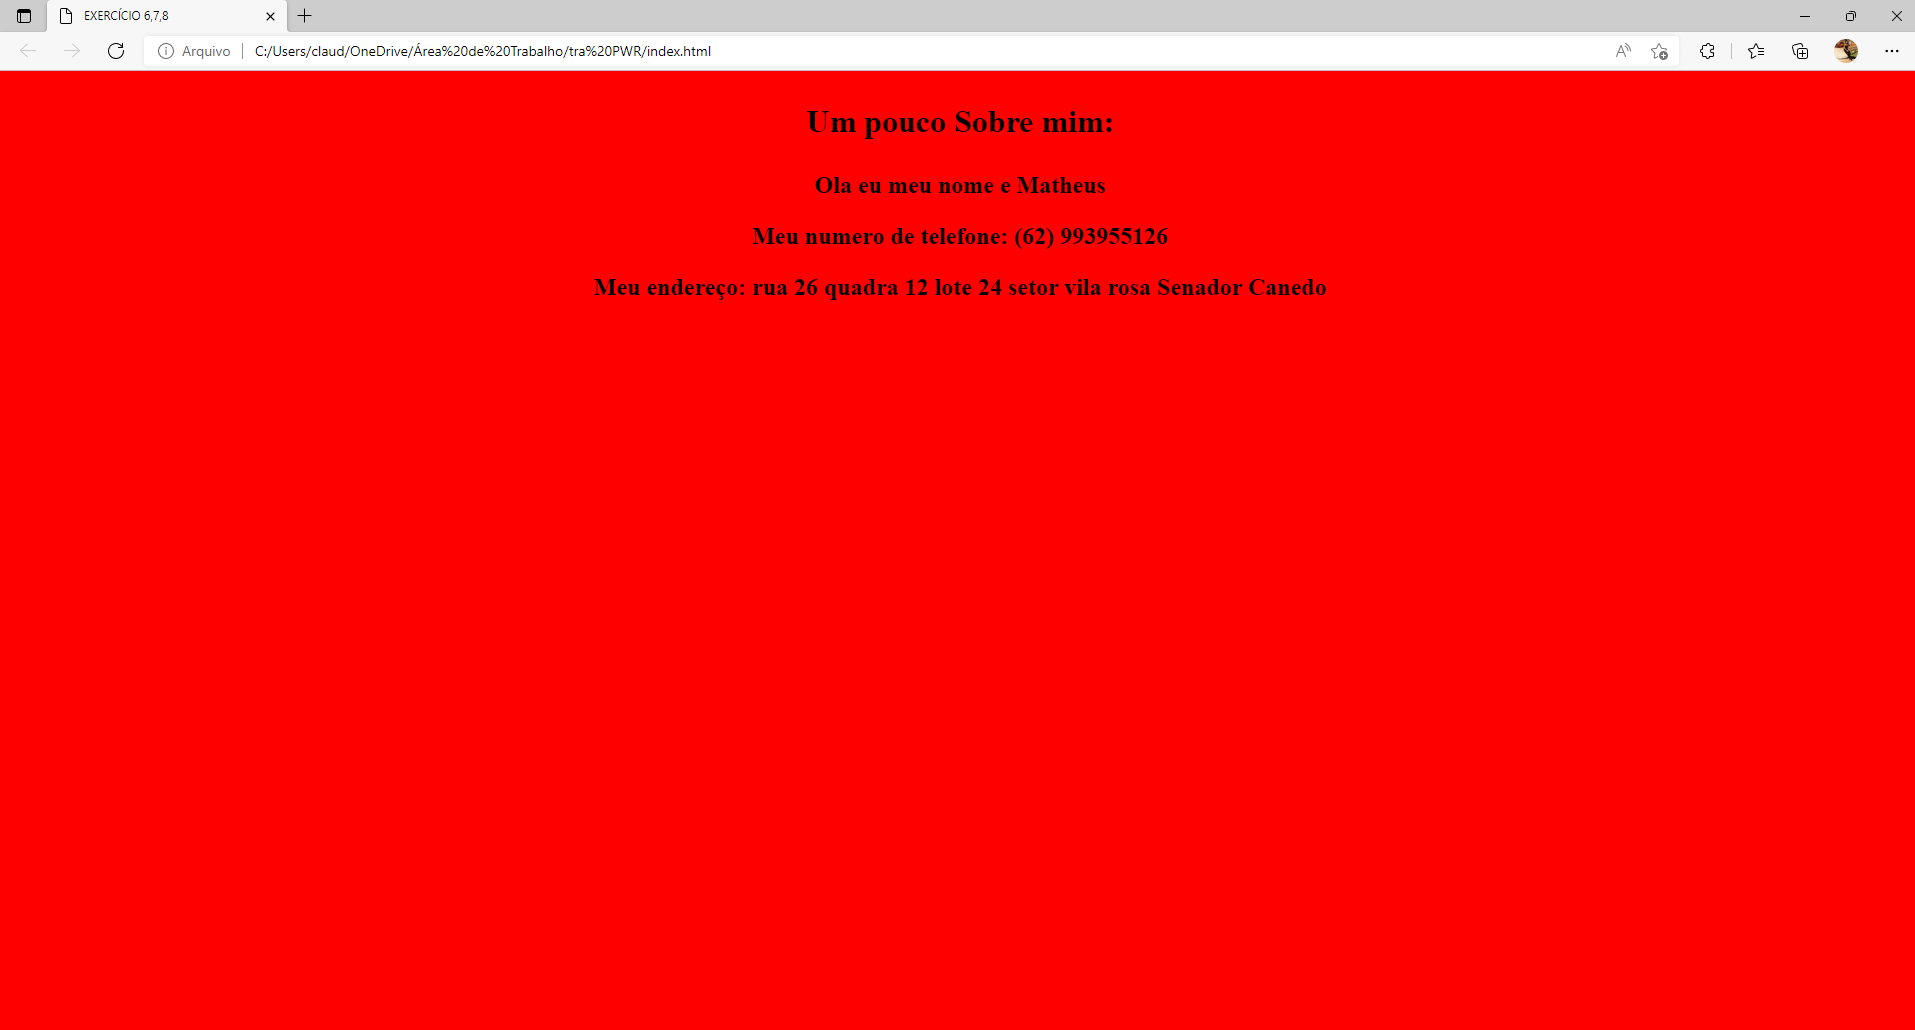 EXERCÍCIO 6,7,8
Arquivo
C:/Users/claud/OneDrive/Área%20de%20Trabalho/tra%20PWR/index.html
Um pouco Sobre mim:
Ola eu meu nome e Matheus
Meu numero de telefone: (62) 993955126
Meu endereço: rua 26 quadra 12 lote 24 setor vila rosa Senador Canedo